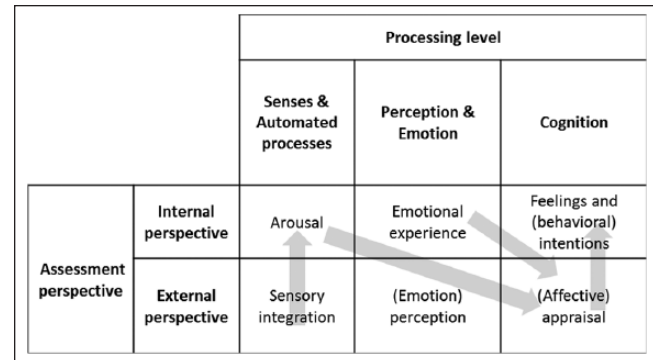 Processing level
Senses &
Automated
processes
Perception &
Emotion
Cognition
Assessment
perspective
Internal
perspective
Arousal
Emotional
experience
Feelings and
(behavioral)
intentions
External
perspective
Sensory
integration
(Emotion)
perception
(Affective)
appraisal